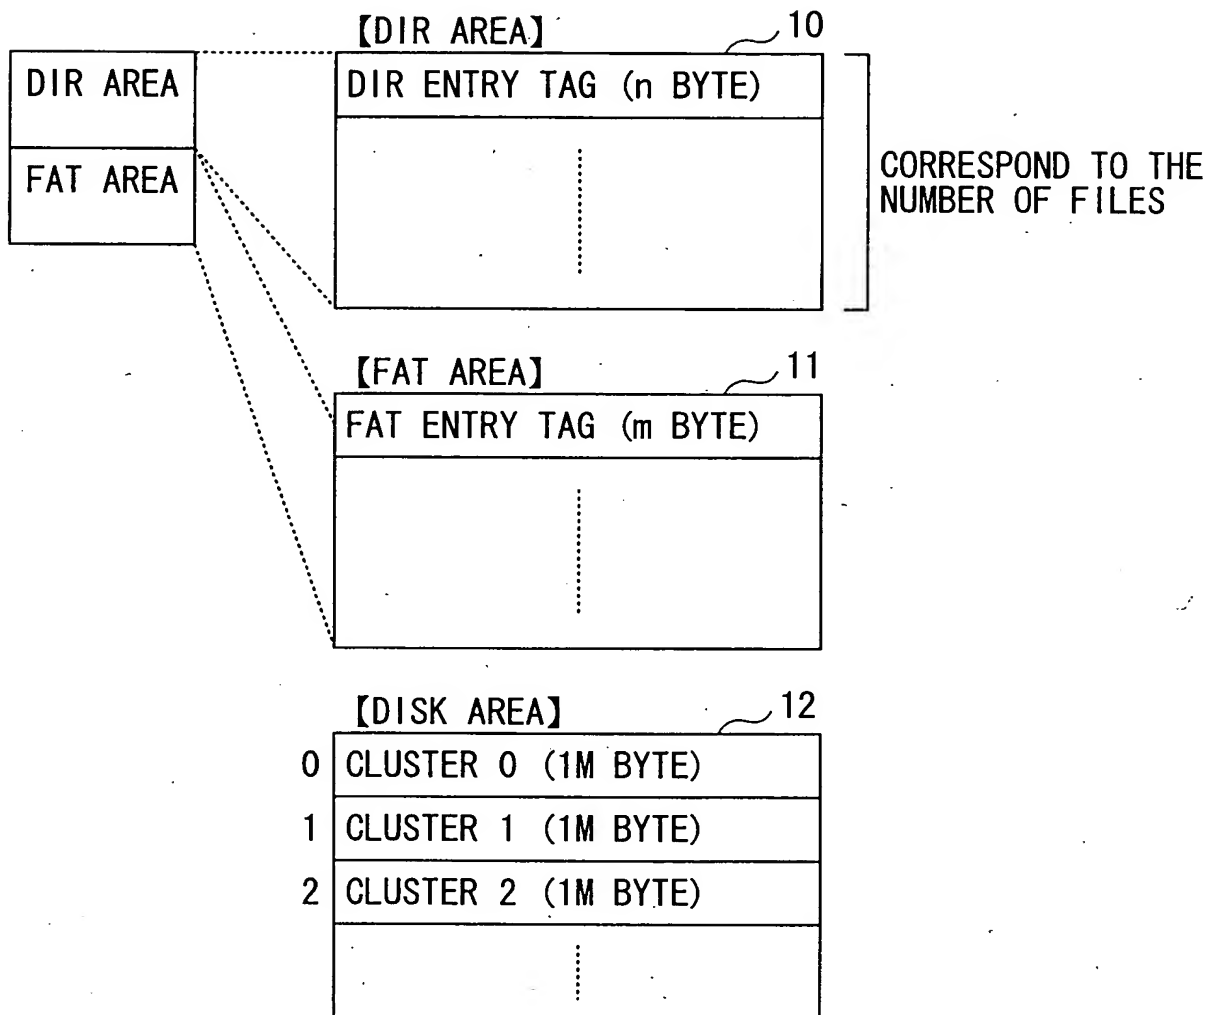 DIR AREA
FAT AREA
【DIR AREA】
10
DIR ENTRY TAG (n BYTE)
CORRESPOND TO THE
NUMBER OF FILES
【FAT AREA】
11
FAT ENTRY TAG (m BYTE)
【DISK AREA】
12
0 CLUSTER 0 (1M BYTE)
1 CLUSTER 1 (1M BYTE)
2 CLUSTER 2 (1M BYTE)